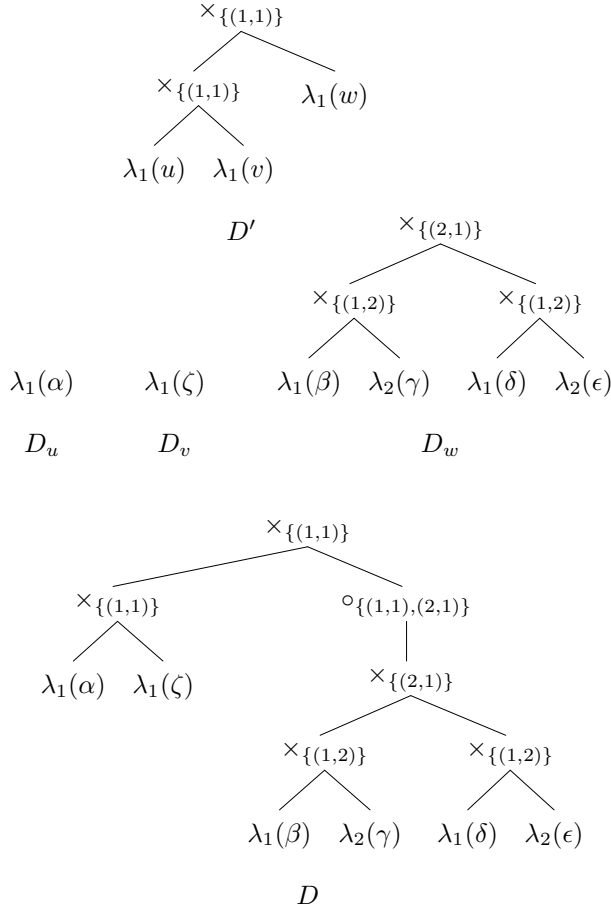 ×{(1,1)}
×{(1,1)} λ₁(w)
λ₁(u) λ₁(v)
D′
×{(2,1)}
×{(1,2)} ×{(1,2)}
λ₁(α) λ₁(ζ) λ₁(β) λ₂(γ) λ₁(δ) λ₂(ϵ)
Dᵤ Dᵥ D_w
×{(1,1)}
×{(1,1)} ∘{(1,1),(2,1)}
λ₁(α) λ₁(ζ) ×{(2,1)}
×{(1,2)} ×{(1,2)}
λ₁(β) λ₂(γ) λ₁(δ) λ₂(ϵ)
D